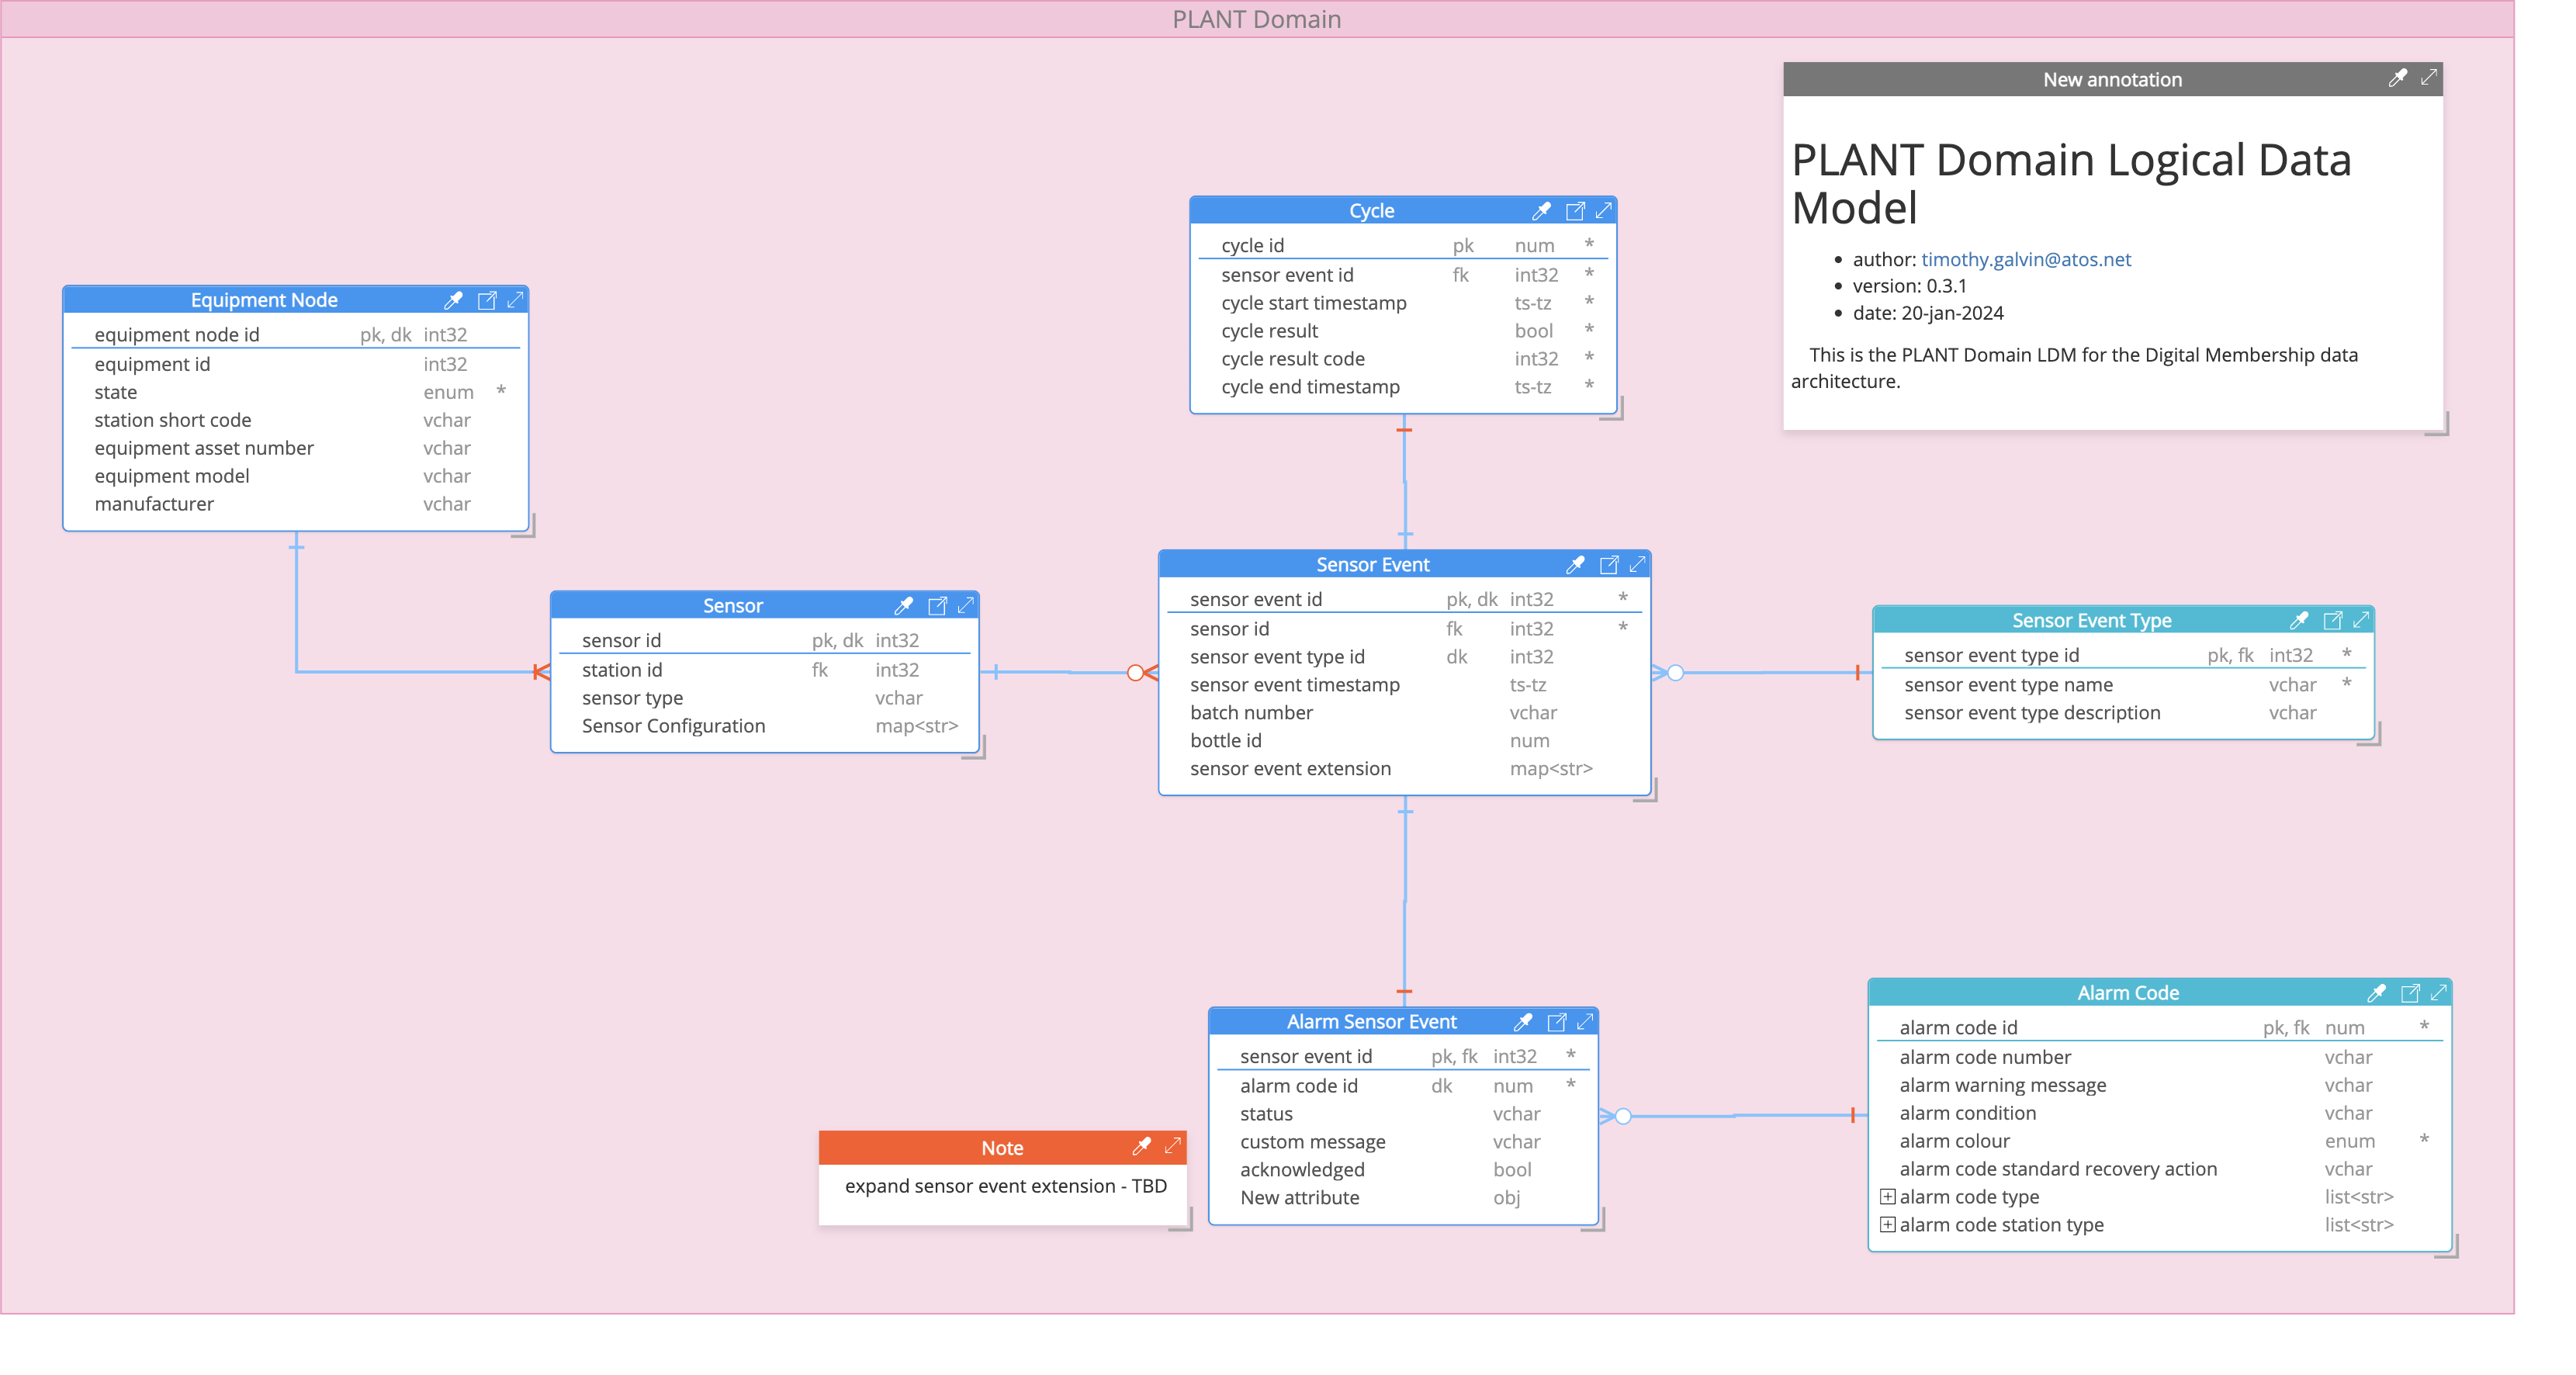 PLANT Domain
New annotation
PLANT Domain Logical Data
Model
• author: timothy.galvin@atos.net
• version: 0.3.1
• date: 20-jan-2024
This is the PLANT Domain LDM for the Digital Membership data
architecture.
Cycle
cycle id pk num *
sensor event id fk int32 *
cycle start timestamp ts-tz *
cycle result bool *
cycle result code int32 *
cycle end timestamp ts-tz *
Equipment Node
equipment node id pk, dk int32
equipment id int32
state enum *
station short code vchar
equipment asset number vchar
equipment model vchar
manufacturer vchar
Sensor
sensor id pk, dk int32
station id fk int32
sensor type vchar
Sensor Configuration map<str>
Sensor Event
sensor event id pk, dk int32 *
sensor id fk int32 *
sensor event type id dk int32
sensor event timestamp ts-tz
batch number vchar
bottle id num
sensor event extension map<str>
Sensor Event Type
sensor event type id pk, fk int32 *
sensor event type name vchar *
sensor event type description vchar
Alarm Sensor Event
sensor event id pk, fk int32 *
alarm code id dk num *
status vchar
custom message vchar
acknowledged bool
New attribute obj
Alarm Code
alarm code id pk, fk num *
alarm code number vchar
alarm warning message vchar
alarm condition vchar
alarm colour enum *
alarm code standard recovery action vchar
alarm code type list<str>
alarm code station type list<str>
Note
expand sensor event extension - TBD